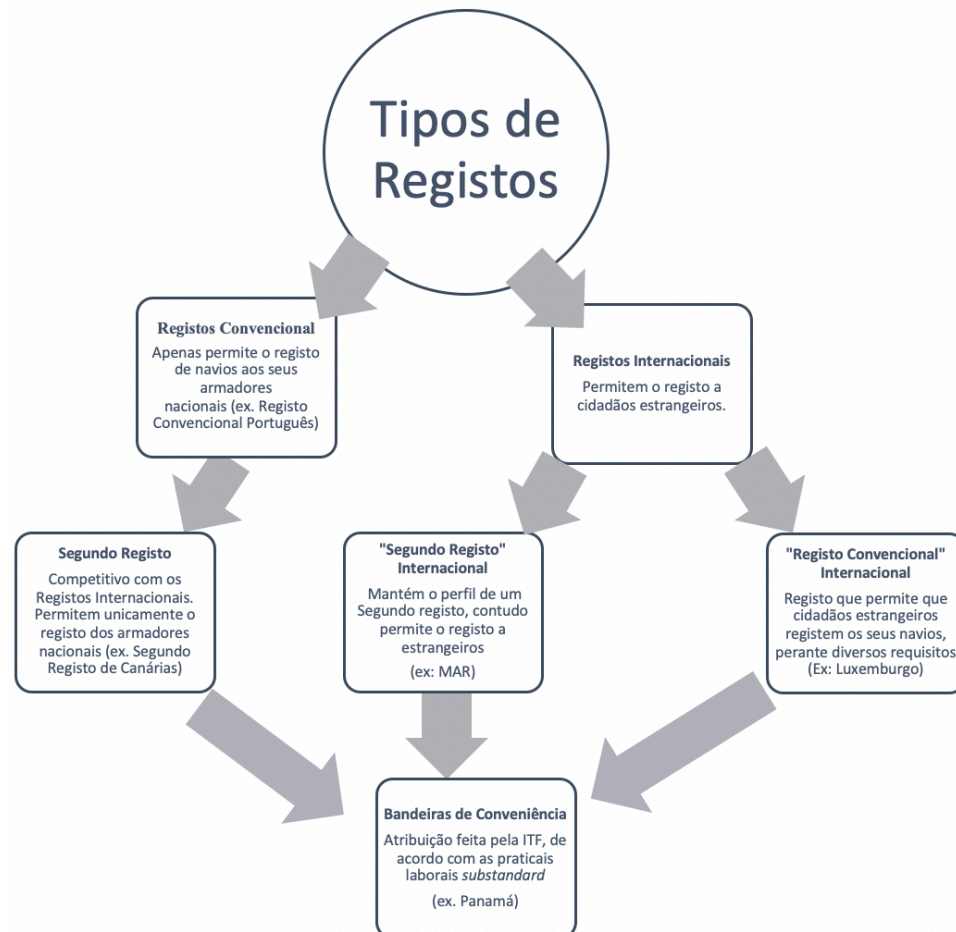 Tipos de
Registos
Registos Convencional
Apenas permite o registo
de navios aos seus
armadores
nacionais (ex. Registo
Convencional Português)
Registos Internacionais
Permitem o registo a
cidadãos estrangeiros.
Segundo Registo
Competitivo com os
Registos Internacionais.
Permitem unicamente o
registo dos armadores
nacionais (ex. Segundo
Registo de Canárias)
"Segundo Registo"
Internacional
Mantém o perfil de um
Segundo registo, contudo
permite o registo a
estrangeiros
(ex: MAR)
"Registo Convencional"
Internacional
Registo que permite que
cidadãos estrangeiros
registem os seus navios,
perante diversos requisitos
(Ex: Luxemburgo)
Bandeiras de Conveniência
Atribuição feita pela ITF, de
acordo com as praticais
laborais substandard
(ex. Panamá)